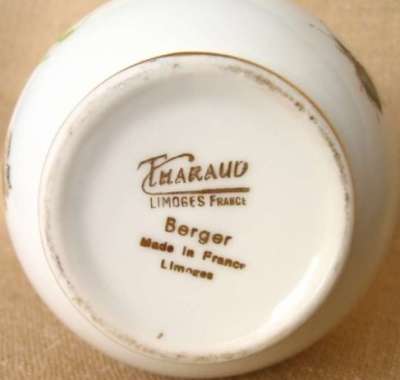 THARAUD
LIMOGES FRANCE
Berger
Made in France
Limoges